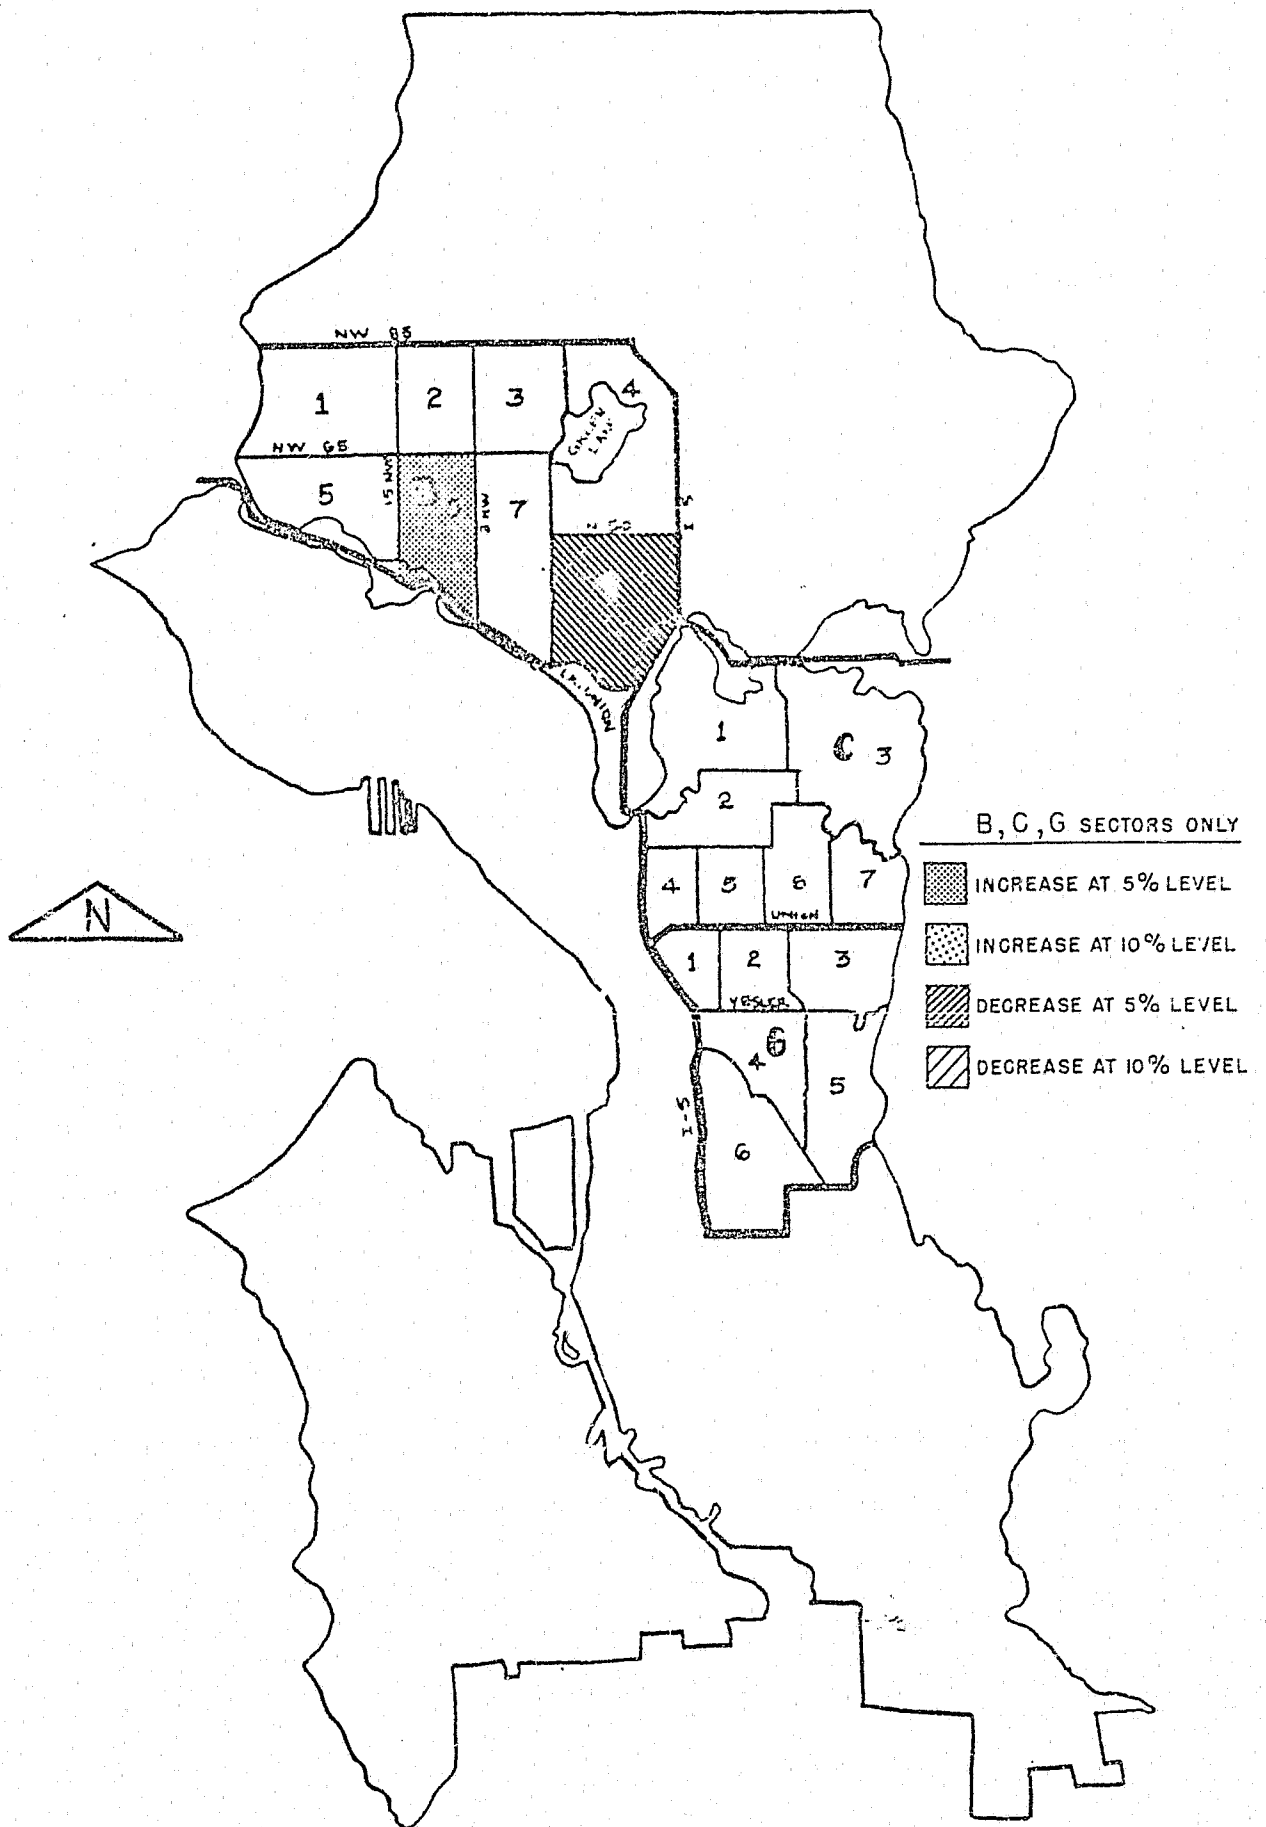 NW 85
1
2
3
4
GREEN
LAKE
NW 65
5
15 NW
3 NW
7
N 50
I-5
LK. UNION
1
C
3
2
4
5
6
7
UNION
1
2
3
YESLER
4
G
5
I-5
6
N
B, C, G SECTORS ONLY
INCREASE AT 5% LEVEL
INCREASE AT 10% LEVEL
DECREASE AT 5% LEVEL
DECREASE AT 10% LEVEL